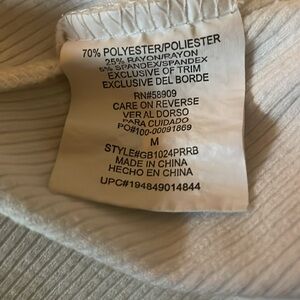 70% POLYESTER/POLIESTER
25% RAYON/RAYON
5% SPANDEX/SPANDEX
EXCLUSIVE OF TRIM
EXCLUSIVE DEL BORDE
RN#58909
CARE ON REVERSE
VER AL DORSO
PARA CUIDADO
PO#100-00091869
M
STYLE#GB1024PRRB
MADE IN CHINA
HECHO EN CHINA
UPC#194849014844